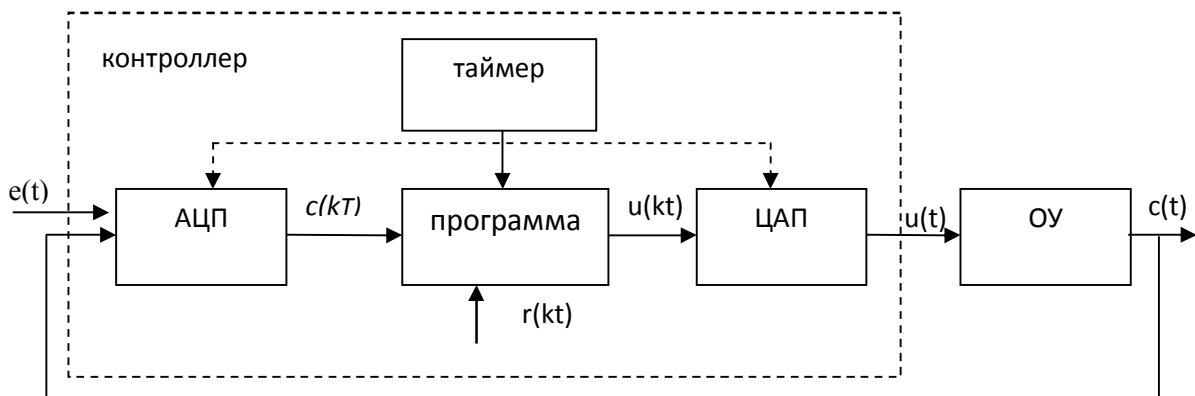 контроллер
таймер
e(t)
АЦП
c(kT)
программа
u(kt)
ЦАП
u(t)
ОУ
c(t)
r(kt)